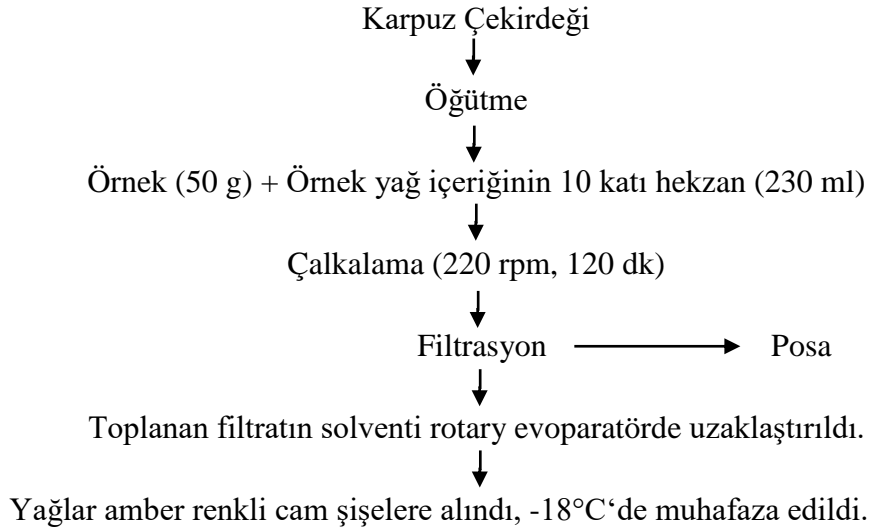 Karpuz Çekirdeği
Öğütme
Örnek (50 g) + Örnek yağ içeriğinin 10 katı hekzan (230 ml)
Çalkalama (220 rpm, 120 dk)
Filtrasyon Posa
Toplanan filtratın solventi rotary evoparatörde uzaklaştırıldı.
Yağlar amber renkli cam şişelere alındı, -18°C‘de muhafaza edildi.